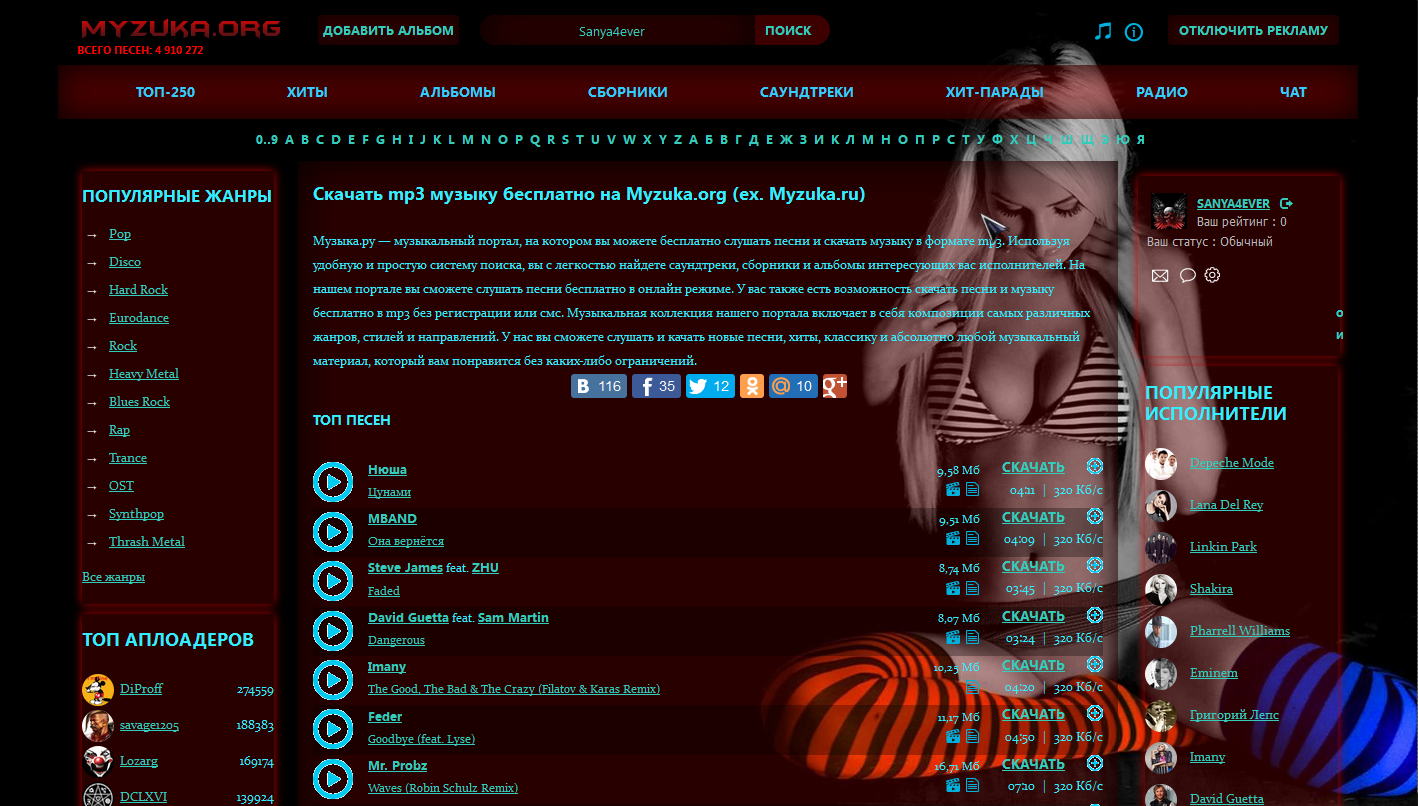 MYZUKA.ORG
ВСЕГО ПЕСЕН: 4 910 272
ДОБАВИТЬ АЛЬБОМ
Sanya4ever
ПОИСК
ОТКЛЮЧИТЬ РЕКЛАМУ
ТОП-250 ХИТЫ АЛЬБОМЫ СБОРНИКИ САУНДТРЕКИ ХИТ-ПАРАДЫ РАДИО ЧАТ
0..9 A B C D E F G H I J K L M N O P Q R S T U V W X Y Z А Б В Г Д Е Ж З И К Л М Н О П Р С Т У Ф Х Ц Ч Ш Щ Э Ю Я
ПОПУЛЯРНЫЕ ЖАНРЫ
→ Pop
→ Disco
→ Hard Rock
→ Eurodance
→ Rock
→ Heavy Metal
→ Blues Rock
→ Rap
→ Trance
→ OST
→ Synthpop
→ Thrash Metal
Все жанры
ТОП АПЛОАДЕРОВ
DiProff 274559
savage1205 188383
Lozarg 169174
DCLXVI 139924
Скачать mp3 музыку бесплатно на Myzuka.org (ex. Myzuka.ru)
Музыка.ру — музыкальный портал, на котором вы можете бесплатно слушать песни и скачать музыку в формате mp3. Используя
удобную и простую систему поиска, вы с легкостью найдете саундтреки, сборники и альбомы интересующих вас исполнителей. На
нашем портале вы сможете слушать песни бесплатно в онлайн режиме. У вас также есть возможность скачать песни и музыку
бесплатно в mp3 без регистрации или смс. Музыкальная коллекция нашего портала включает в себя композиции самых различных
жанров, стилей и направлений. У нас вы сможете слушать и качать новые песни, хиты, классику и абсолютно любой музыкальный
материал, который вам понравится без каких-либо ограничений.
116 35 12 10 g+
ТОП ПЕСЕН
Нюша 9,58 Мб СКАЧАТЬ
Цунами 04:11 | 320 Кб/с
MBAND 9,51 Мб СКАЧАТЬ
Она вернётся 04:09 | 320 Кб/с
Steve James feat. ZHU 8,74 Мб СКАЧАТЬ
Faded 03:45 | 320 Кб/с
David Guetta feat. Sam Martin 8,07 Мб СКАЧАТЬ
Dangerous 03:24 | 320 Кб/с
Imany 10,25 Мб СКАЧАТЬ
The Good, The Bad & The Crazy (Filatov & Karas Remix) 04:20 | 320 Кб/с
Feder 11,17 Мб СКАЧАТЬ
Goodbye (feat. Lyse) 04:50 | 320 Кб/с
Mr. Probz 16,71 Мб СКАЧАТЬ
Waves (Robin Schulz Remix) 07:10 | 320 Кб/с
SANYA4EVER
Ваш рейтинг : 0
Ваш статус : Обычный
о
и
ПОПУЛЯРНЫЕ
ИСПОЛНИТЕЛИ
Depeche Mode
Lana Del Rey
Linkin Park
Shakira
Pharrell Williams
Eminem
Григорий Лепс
Imany
David Guetta